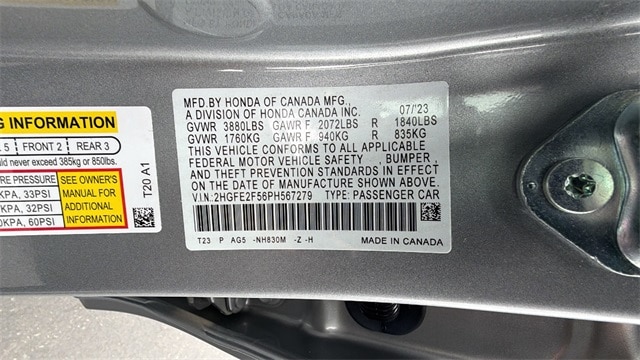 G INFORMATION
5 FRONT 2 REAR 3
uld never exceed 385kg or 850lbs.
E PRESSURE
KPA, 33PSI
KPA, 32PSI
0KPA, 60PSI
SEE OWNER'S
MANUAL FOR
ADDITIONAL
INFORMATION
T20 A1
MFD.BY HONDA OF CANADA MFG., 07/'23
A DIVISION OF HONDA CANADA INC.
GVWR 3880LBS GAWR F 2072LBS R 1840LBS
GVWR 1760KG GAWR F 940KG R 835KG
THIS VEHICLE CONFORMS TO ALL APPLICABLE
FEDERAL MOTOR VEHICLE SAFETY , BUMPER,
AND THEFT PREVENTION STANDARDS IN EFFECT
ON THE DATE OF MANUFACTURE SHOWN ABOVE.
V.I.N: 2HGFE2F56PH567279 TYPE: PASSENGER CAR
T23 P AG5 -NH830M -Z -H MADE IN CANADA